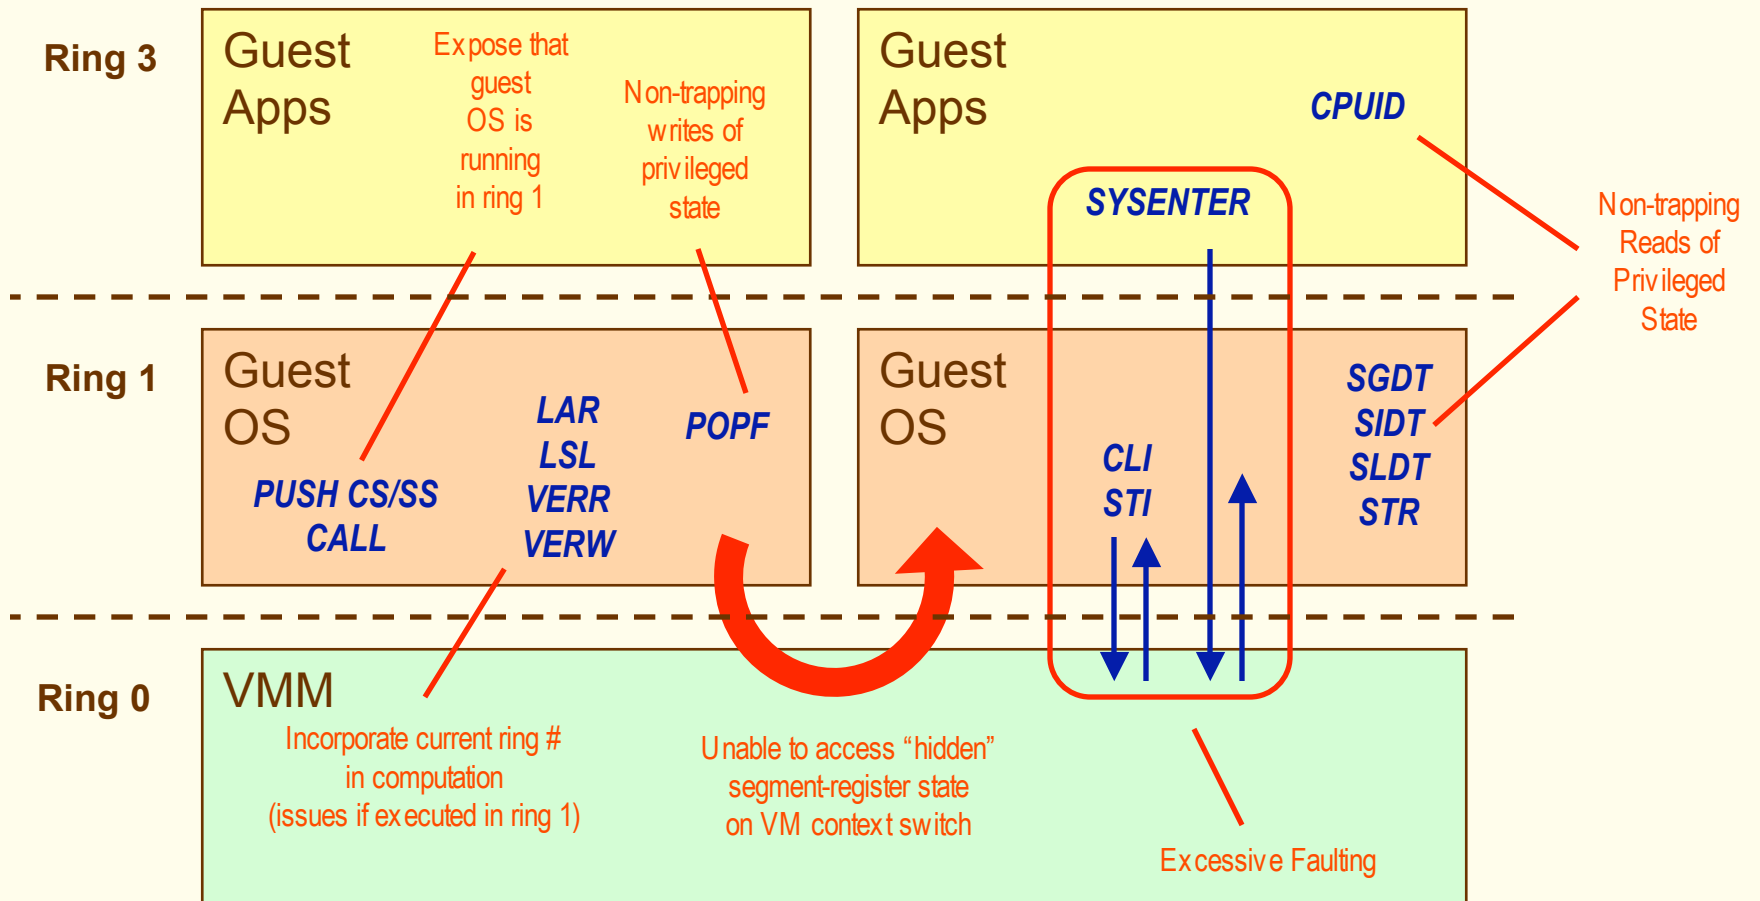 Ring 3
Guest
Apps
Expose that
guest
OS is
running
in ring 1
Non-trapping
writes of
privileged
state
Guest
Apps
CPUID
SYSENTER
Non-trapping
Reads of
Privileged
State
Ring 1
Guest
OS
PUSH CS/SS
CALL
LAR
LSL
VERR
VERW
POPF
Guest
OS
CLI
STI
SGDT
SIDT
SLDT
STR
Ring 0
VMM
Incorporate current ring #
in computation
(issues if executed in ring 1)
Unable to access “hidden”
segment-register state
on VM context switch
Excessive Faulting